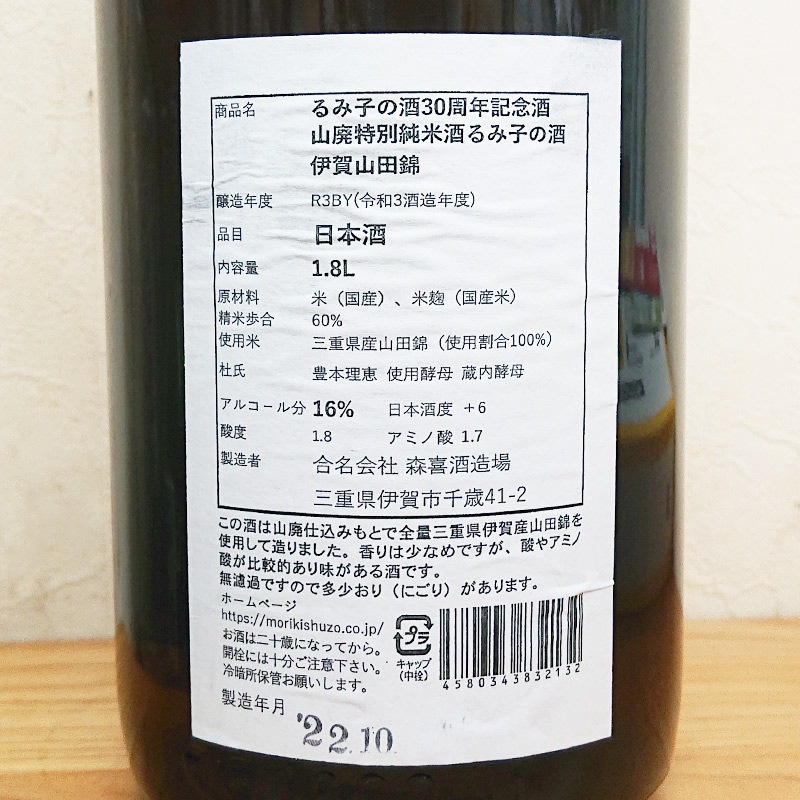 商品名 るみ子の酒30周年記念酒
山廃特別純米酒るみ子の酒
伊賀山田錦
醸造年度 R3BY(令和3酒造年度)
品目 日本酒
内容量 1.8L
原材料 米（国産）、米麹（国産米）
精米歩合 60%
使用米 三重県産山田錦（使用割合100%）
杜氏 豊本理恵 使用酵母 蔵内酵母
アルコール分 16% 日本酒度 +6
酸度 1.8 アミノ酸 1.7
製造者 合名会社 森喜酒造場
三重県伊賀市千歳41-2
この酒は山廃仕込みもとで全量三重県伊賀産山田錦を
使用して造りました。香りは少なめですが、酸やアミノ
酸が比較的あり味がある酒です。
無濾過ですので多少おり（にごり）があります。
ホームページ
https://morikishuzo.co.jp/
お酒は二十歳になってから。
開栓には十分ご注意下さい。
冷暗所保管お願いします。
プラ
キャップ
（中栓）
4580343832132
製造年月 '22.10